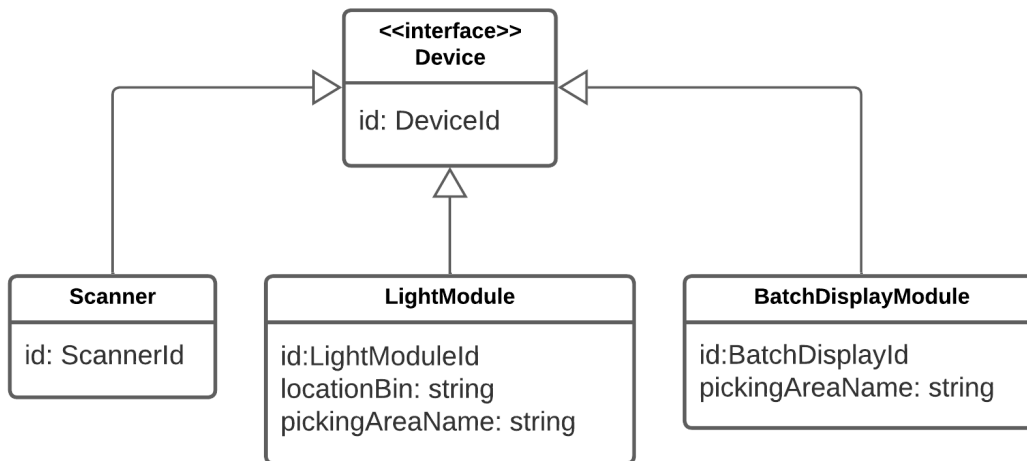 <<interface>>
Device
id: DeviceId
Scanner
id: ScannerId
LightModule
id:LightModuleId
locationBin: string
pickingAreaName: string
BatchDisplayModule
id:BatchDisplayId
pickingAreaName: string